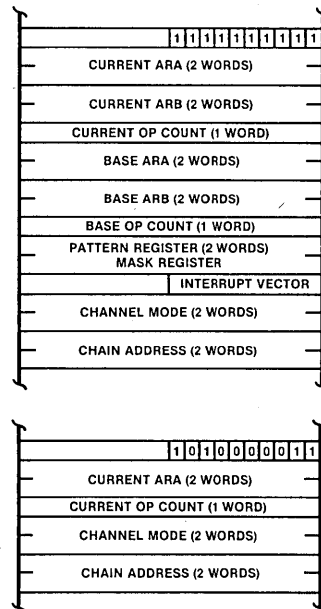 1 1 1 1 1 1 1 1 1 1
CURRENT ARA (2 WORDS)
CURRENT ARB (2 WORDS)
CURRENT OP COUNT (1 WORD)
BASE ARA (2 WORDS)
BASE ARB (2 WORDS)
BASE OP COUNT (1 WORD)
PATTERN REGISTER (2 WORDS)
MASK REGISTER
INTERRUPT VECTOR
CHANNEL MODE (2 WORDS)
CHAIN ADDRESS (2 WORDS)
1 0 1 0 0 0 0 0 1 1
CURRENT ARA (2 WORDS)
CURRENT OP COUNT (1 WORD)
CHANNEL MODE (2 WORDS)
CHAIN ADDRESS (2 WORDS)